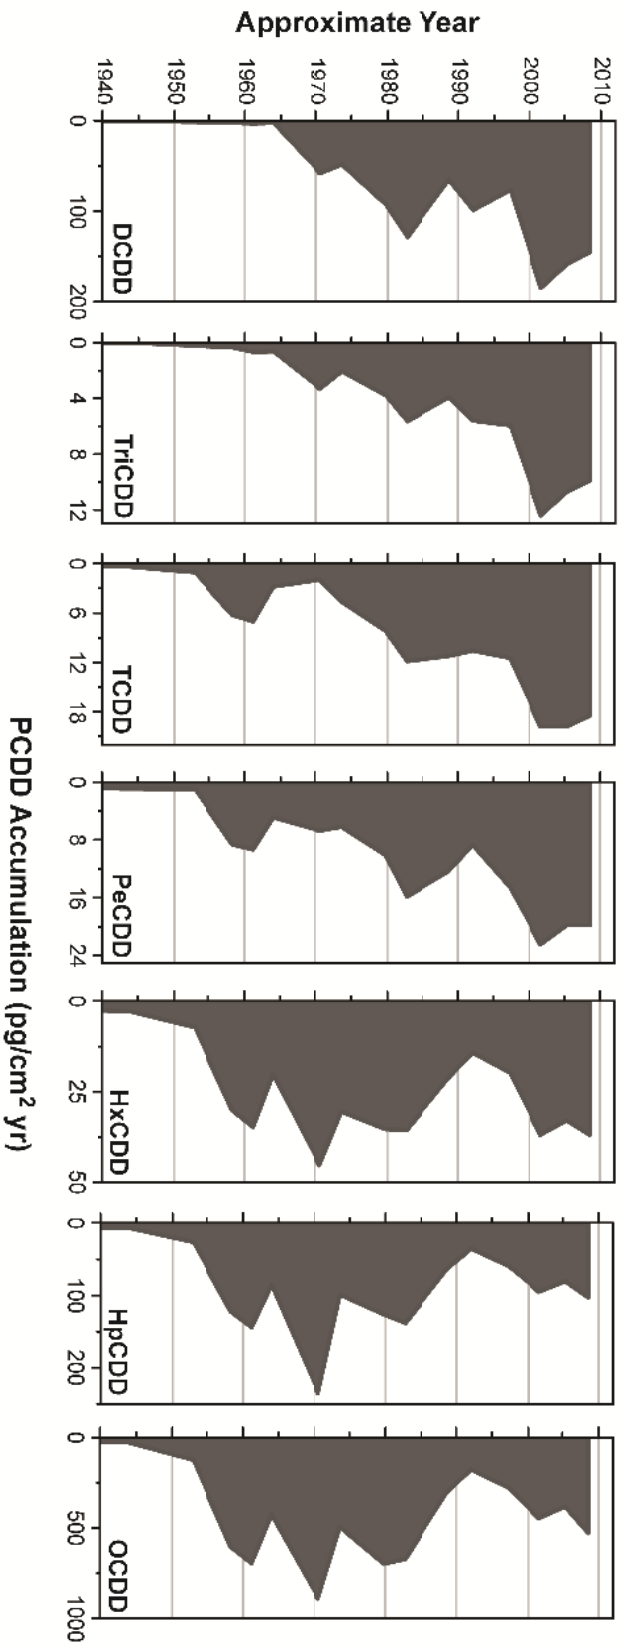 Approximate Year
1940 1950 1960 1970 1980 1990 2000 2010
0 100 200
DCDD
0 4 8 12
TriCDD
0 6 12 18
TCDD
0 8 16 24
PeCDD
0 25 50
HxCDD
0 100 200
HpCDD
0 500 1000
OCDD
PCDD Accumulation (pg/cm² yr)